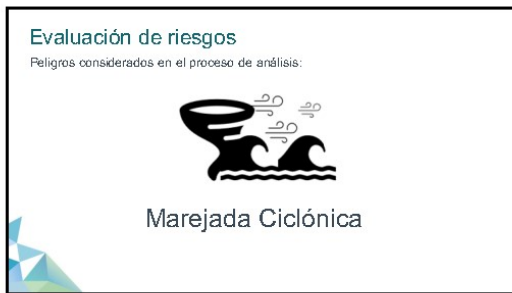 Evaluación de riesgos
Peligros considerados en el proceso de análisis:
Marejada Ciclónica